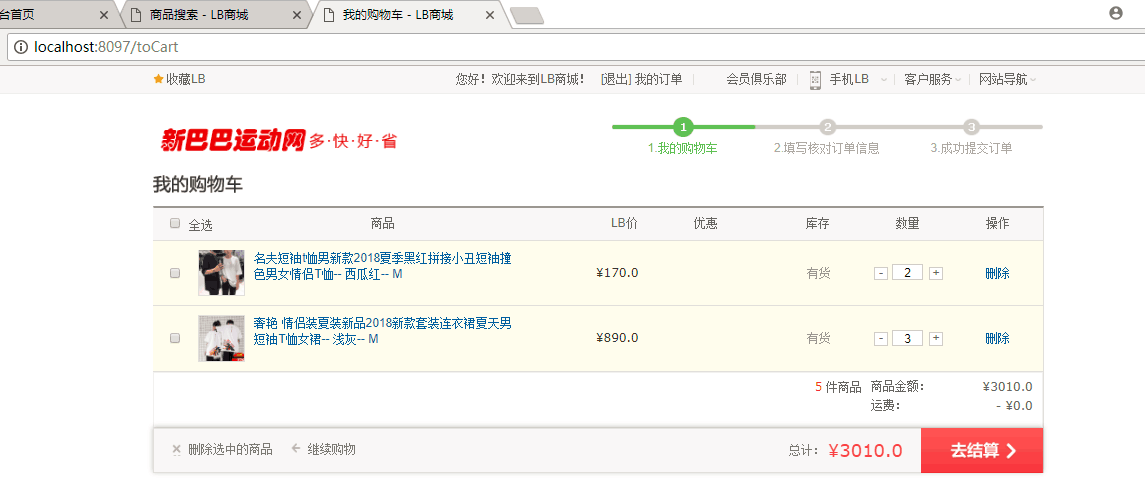 台首页
商品搜索 - LB商城
我的购物车 - LB商城
localhost:8097/toCart
收藏LB
您好！欢迎来到LB商城！ [退出] 我的订单
会员俱乐部
手机LB
客户服务
网站导航
新巴巴运动网 多·快·好·省
1 2 3
1.我的购物车 2.填写核对订单信息 3.成功提交订单
我的购物车
全选 商品 LB价 优惠 库存 数量 操作
名夫短袖t恤男新款2018夏季黑红拼接小丑短袖撞
色男女情侣T恤-- 西瓜红-- M
¥170.0 有货 - 2 + 删除
奢艳 情侣装夏装新品2018新款套装连衣裙夏天男
短袖T恤女裙-- 浅灰-- M
¥890.0 有货 - 3 + 删除
5 件商品 商品金额： ¥3010.0
运费： - ¥0.0
删除选中的商品 继续购物 总计： ¥3010.0 去结算